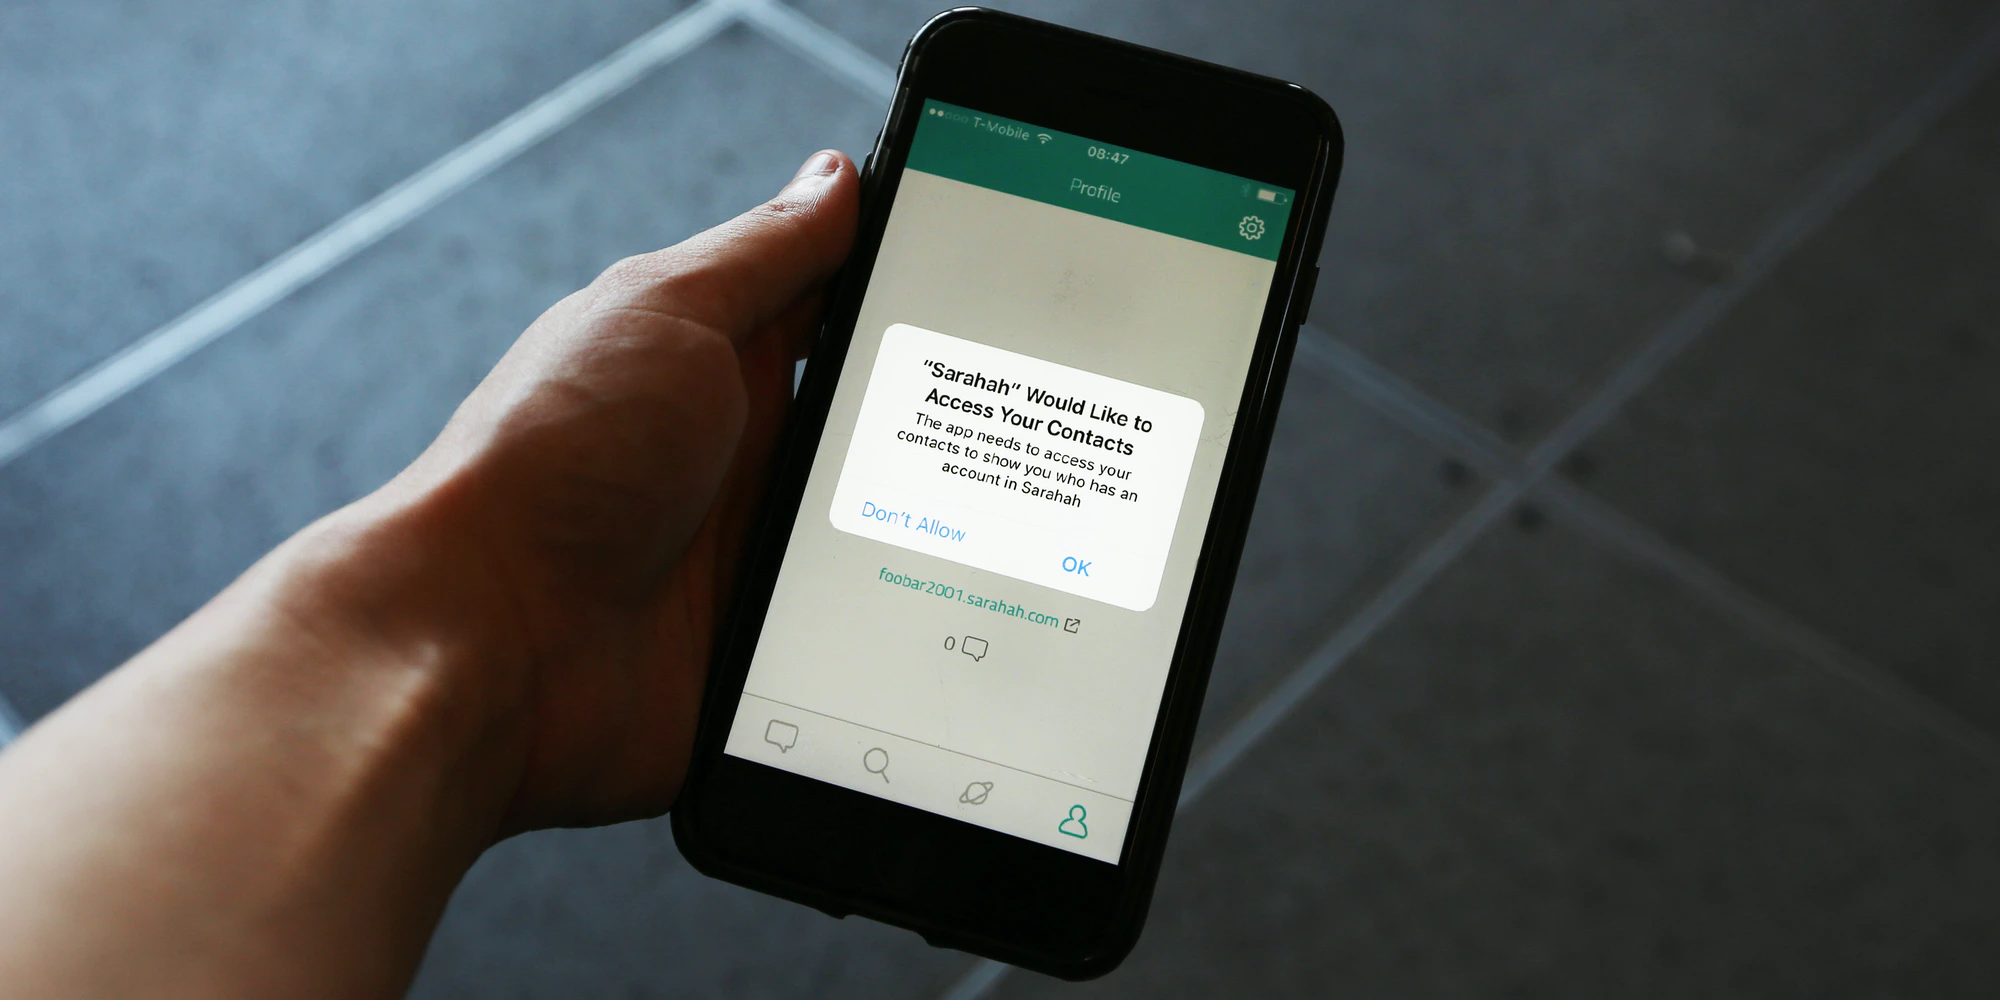 T-Mobile
08:47
Profile
"Sarahah" Would Like to
Access Your Contacts
The app needs to access your
contacts to show you who has an
account in Sarahah
Don't Allow
OK
foobar2001.sarahah.com
0